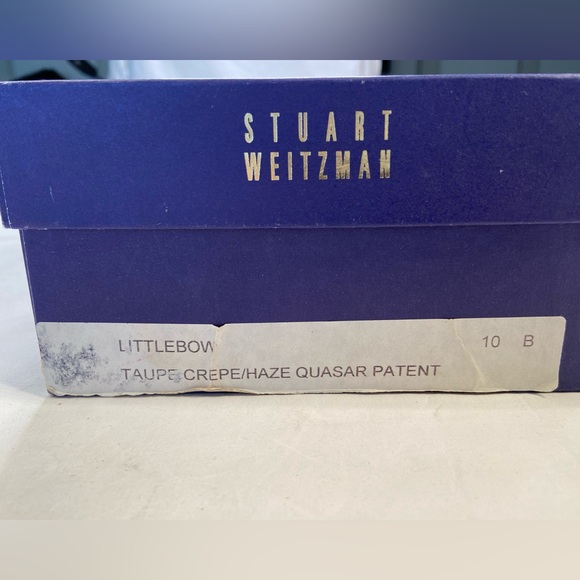 STUART
WEITZMAN
LITTLEBOW 10 B
TAUPE CREPE/HAZE QUASAR PATENT